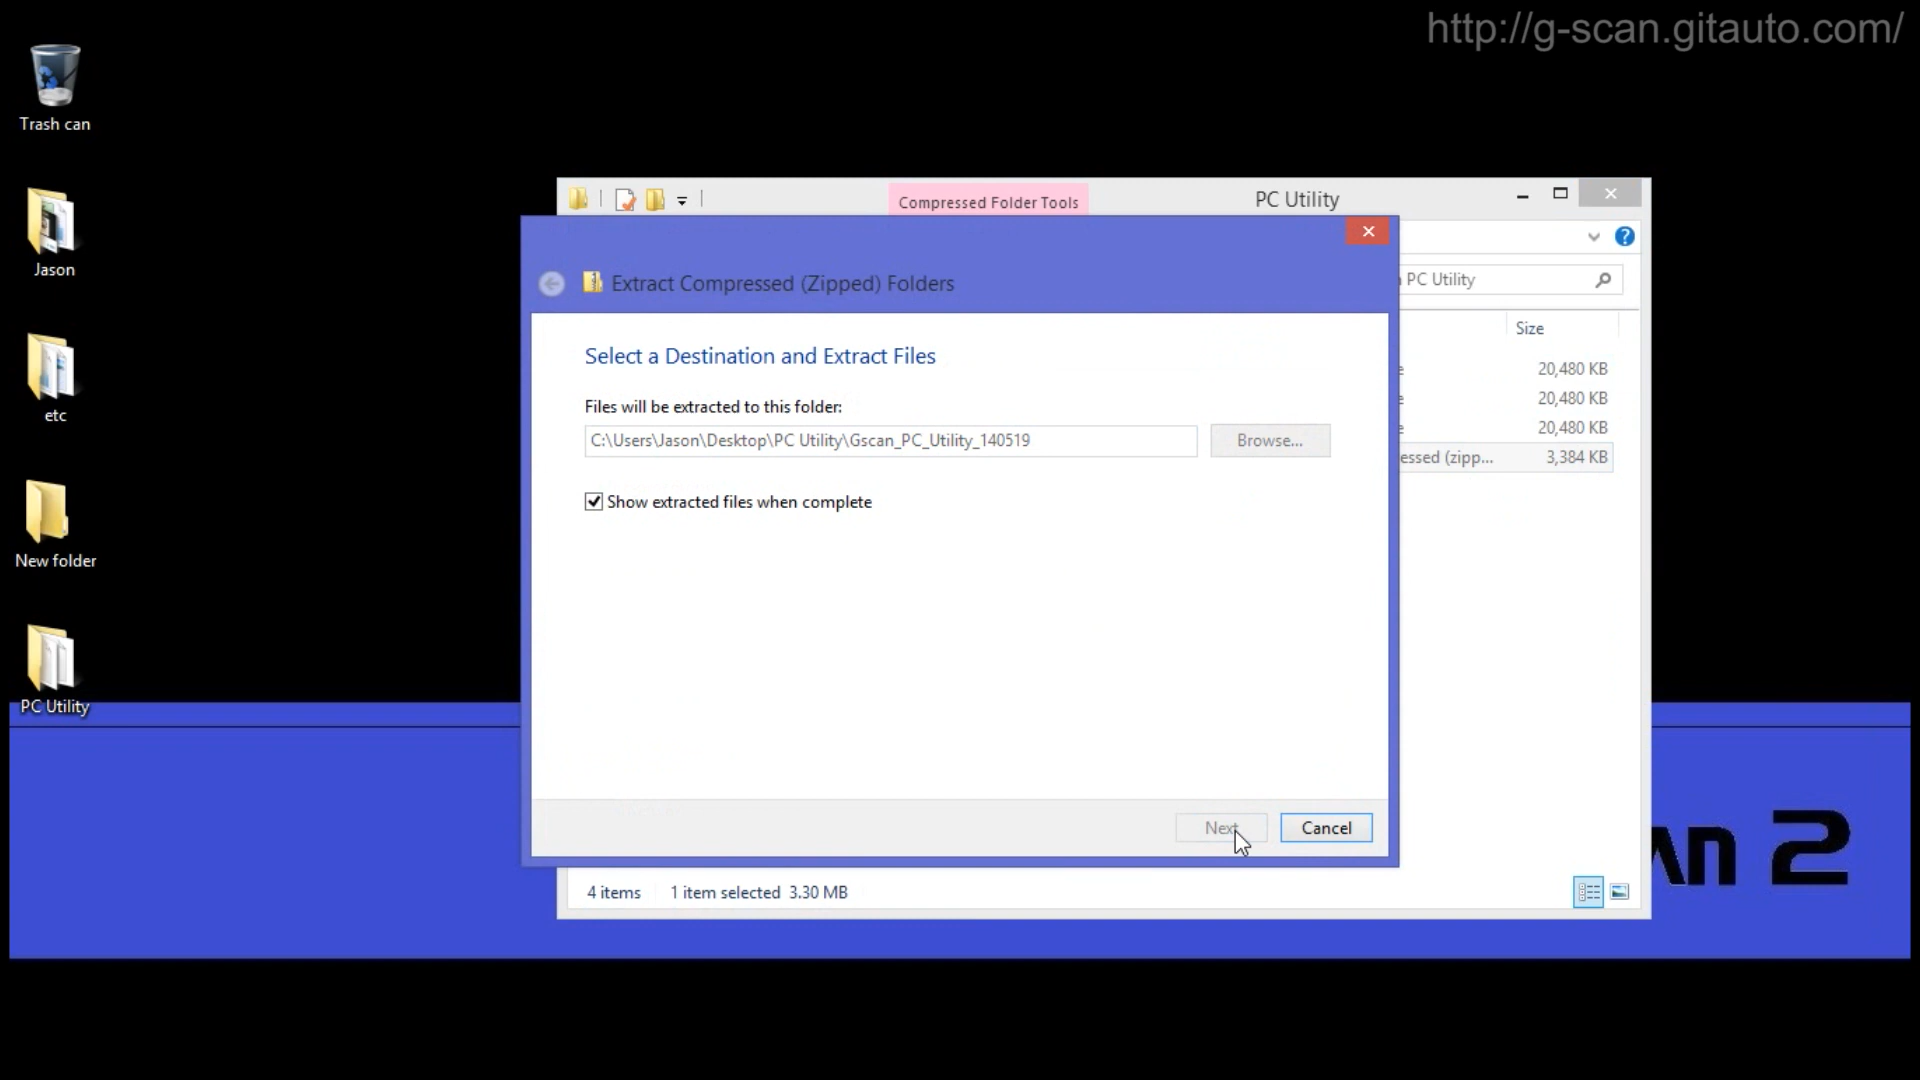 http://g-scan.gitauto.com/
Trash can
Jason
etc
New folder
PC Utility
Compressed Folder Tools
PC Utility
PC Utility
Size
20,480 KB
20,480 KB
20,480 KB
essed (zipp... 3,384 KB
Extract Compressed (Zipped) Folders
Select a Destination and Extract Files
Files will be extracted to this folder:
C:\Users\Jason\Desktop\PC Utility\Gscan_PC_Utility_140519
Browse...
Show extracted files when complete
Next
Cancel
4 items 1 item selected 3.30 MB
an 2